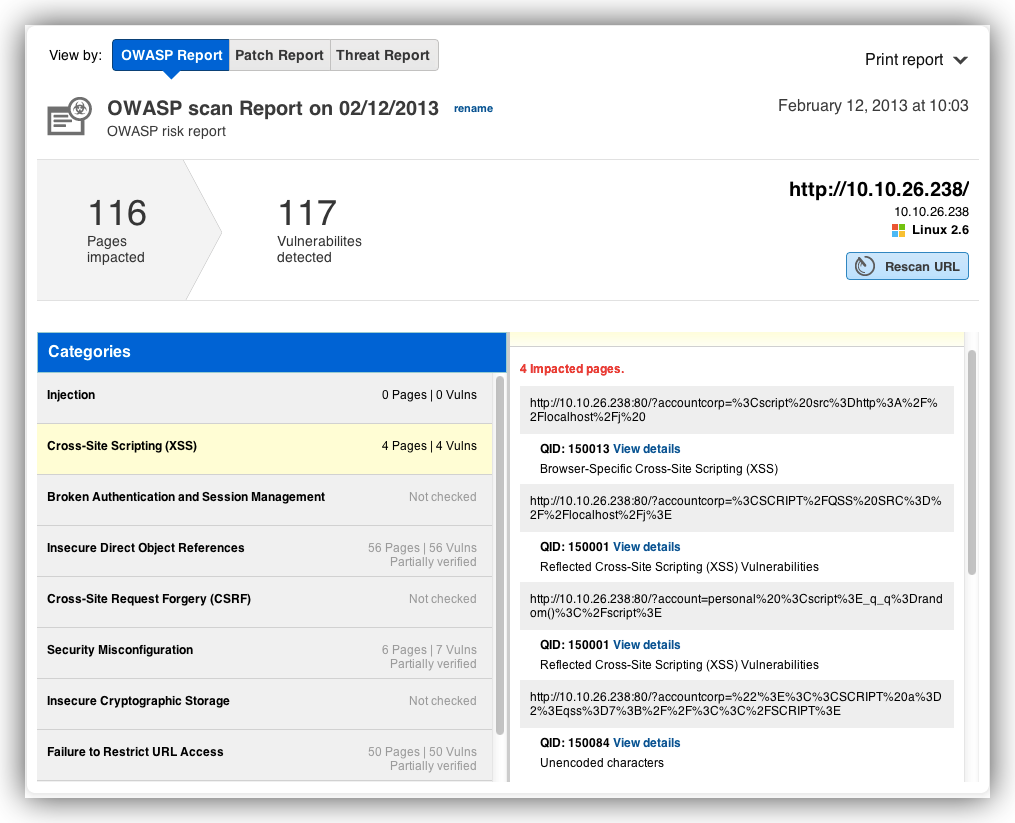 View by: OWASP Report Patch Report Threat Report
Print report
OWASP scan Report on 02/12/2013 rename
February 12, 2013 at 10:03
OWASP risk report
116
Pages
impacted
117
Vulnerabilites
detected
http://10.10.26.238/
10.10.26.238
Linux 2.6
Rescan URL
Categories
Injection 0 Pages | 0 Vulns
Cross-Site Scripting (XSS) 4 Pages | 4 Vulns
Broken Authentication and Session Management Not checked
Insecure Direct Object References 56 Pages | 56 Vulns
Partially verified
Cross-Site Request Forgery (CSRF) Not checked
Security Misconfiguration 6 Pages | 7 Vulns
Partially verified
Insecure Cryptographic Storage Not checked
Failure to Restrict URL Access 50 Pages | 50 Vulns
Partially verified
4 Impacted pages.
http://10.10.26.238:80/?accountcorp=%3Cscript%20src%3Dhttp%3A%2F%
2Flocalhost%2Fj%20
QID: 150013 View details
Browser-Specific Cross-Site Scripting (XSS)
http://10.10.26.238:80/?accountcorp=%3CSCRIPT%2FQSS%20SRC%3D%
2F%2Flocalhost%2Fj%3E
QID: 150001 View details
Reflected Cross-Site Scripting (XSS) Vulnerabilities
http://10.10.26.238:80/?account=personal%20%3Cscript%3E_q_q%3Drand
om()%3C%2Fscript%3E
QID: 150001 View details
Reflected Cross-Site Scripting (XSS) Vulnerabilities
http://10.10.26.238:80/?accountcorp=%22'%3E%3C%3CSCRIPT%20a%3D
2%3Eqss%3D7%3B%2F%2F%3C%3C%2FSCRIPT%3E
QID: 150084 View details
Unencoded characters